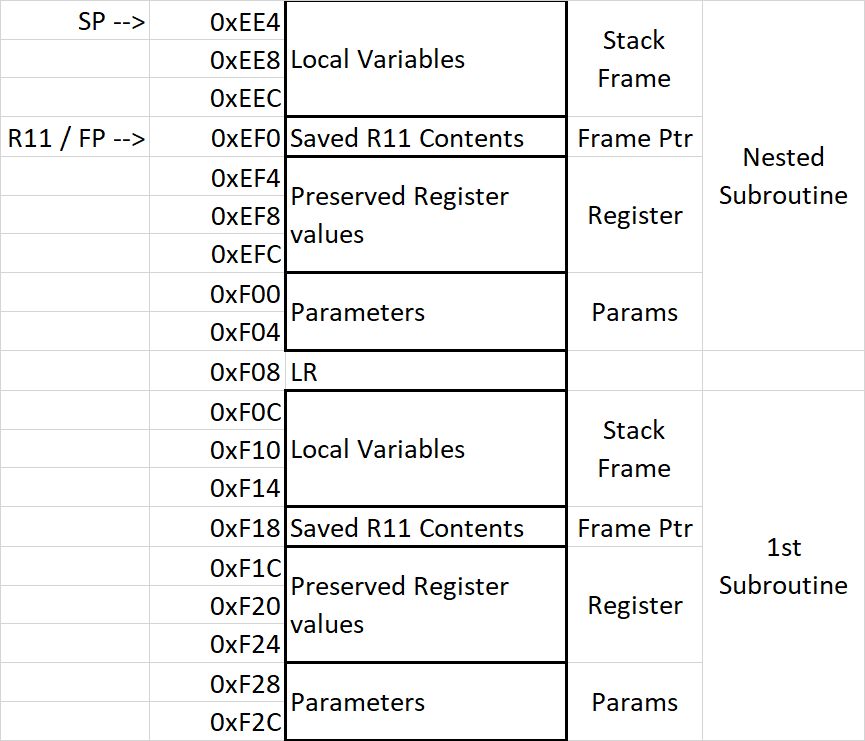 SP --> 0xEE4
0xEE8 Local Variables Stack Frame
0xEEC
R11 / FP --> 0xEF0 Saved R11 Contents Frame Ptr
Nested Subroutine
0xEF4
0xEF8 Preserved Register values Register
0xEFC
0xF00
Parameters Params
0xF04
0xF08 LR
0xF0C
0xF10 Local Variables Stack Frame
0xF14
0xF18 Saved R11 Contents Frame Ptr
1st Subroutine
0xF1C
0xF20 Preserved Register values Register
0xF24
0xF28
Parameters Params
0xF2C